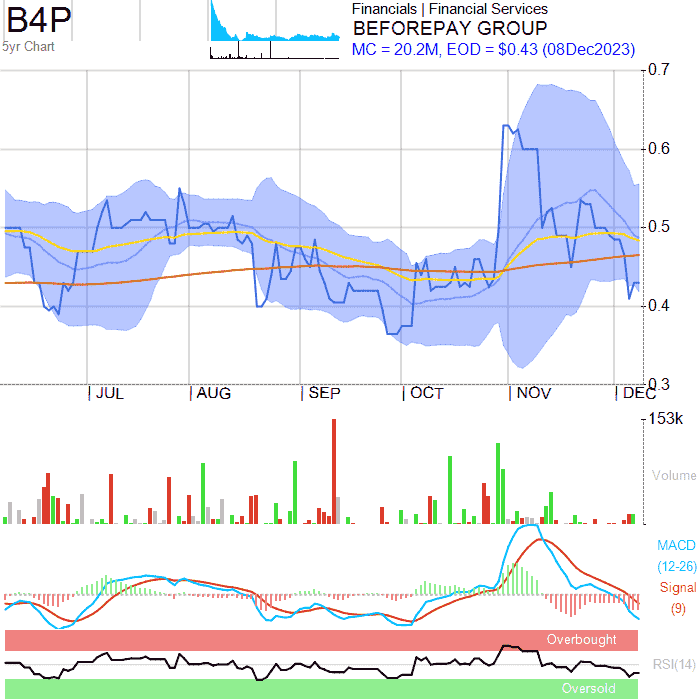 B4P
5yr Chart
Financials | Financial Services
BEFOREPAY GROUP
MC = 20.2M, EOD = $0.43 (08Dec2023)
0.7
0.6
0.5
0.4
0.3
JUL AUG SEP OCT NOV DEC
153k
Volume
MACD
(12-26)
Signal
(9)
Overbought
RSI(14)
Oversold